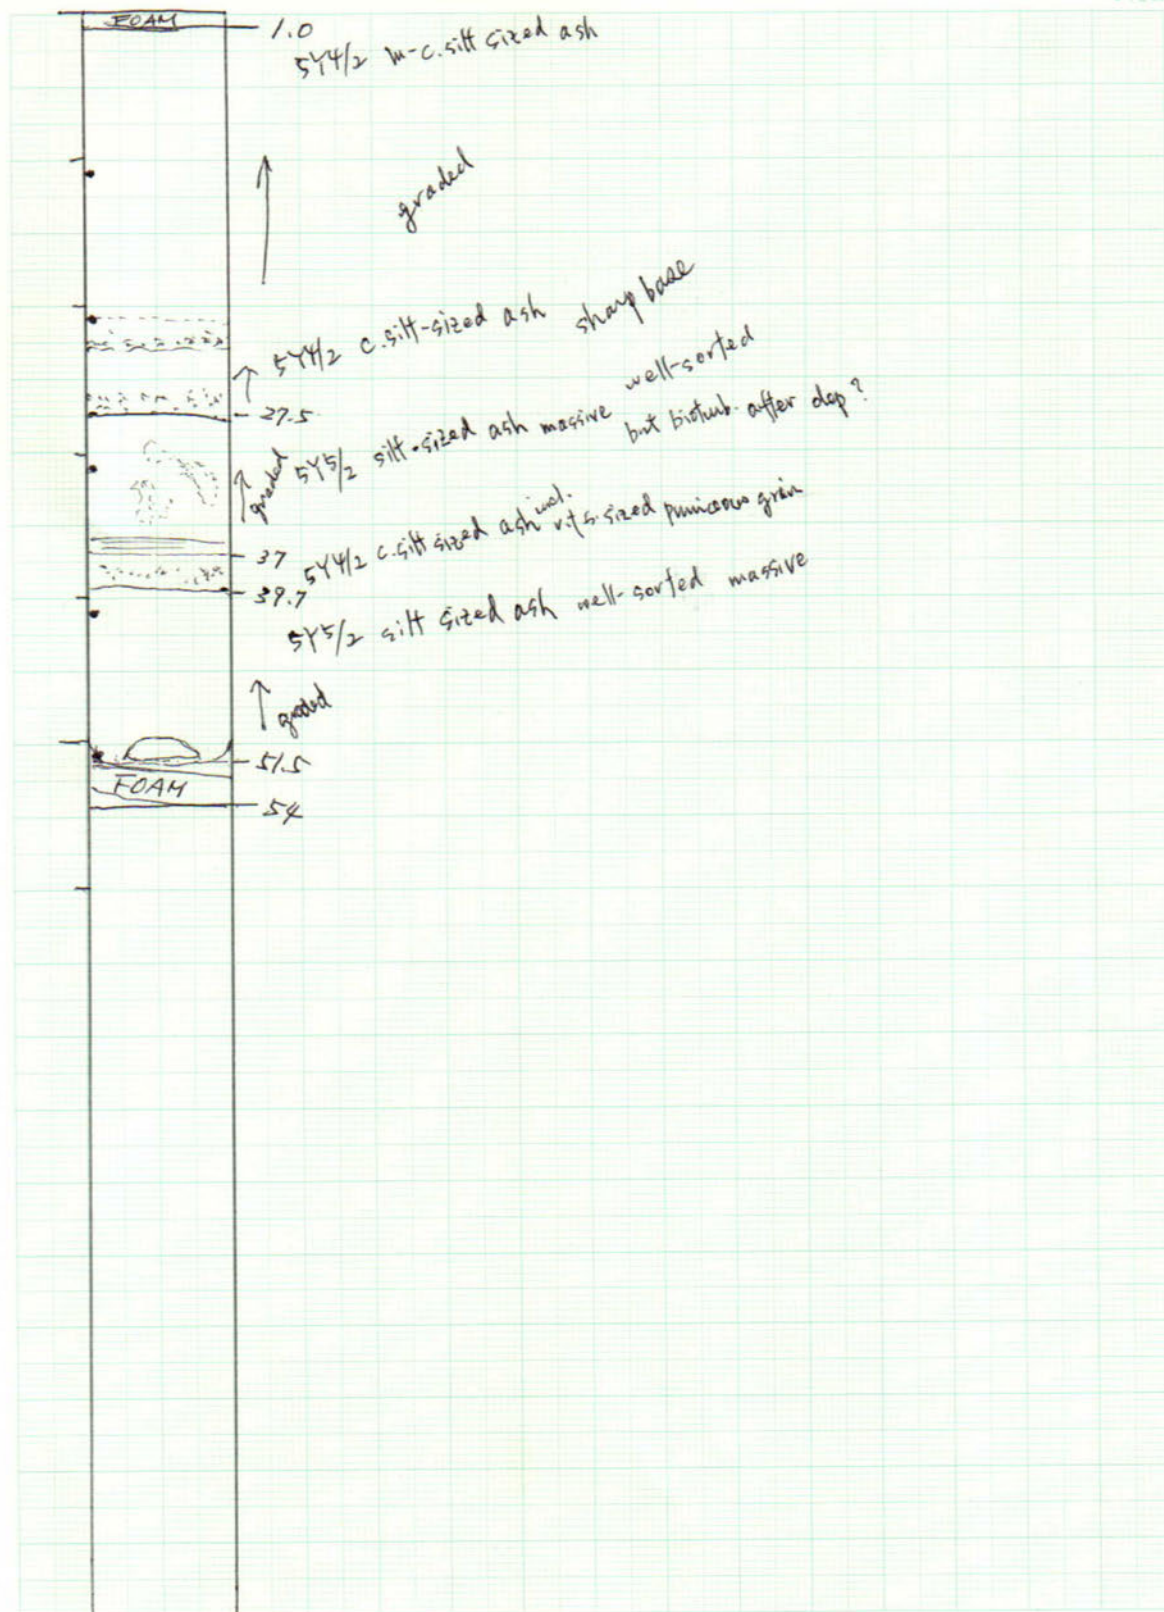 FOAM
1.0
5Y4/2 m-c.silt sized ash
graded
5Y4/2 c.silt-sized ash sharp base
27.5
5Y5/2 silt-sized ash massive well-sorted
but bioturb. after dep?
graded
37
5Y4/2 c.silt sized ash incl. v.f.s-sized pumiceous grain
39.7
5Y5/2 silt sized ash well-sorted massive
graded
51.5
FOAM
54